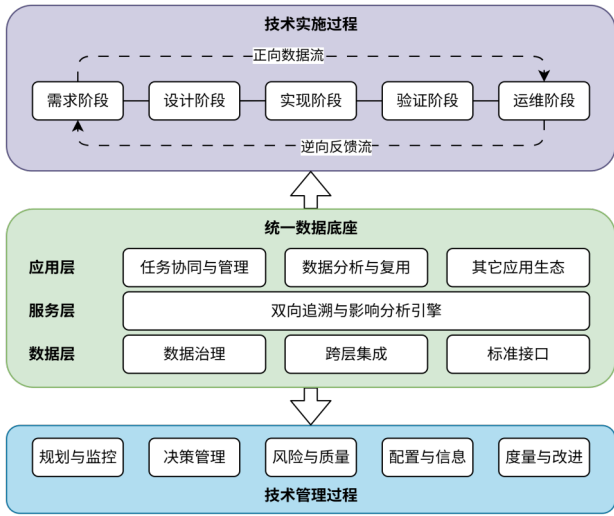 技术实施过程
正向数据流
需求阶段 设计阶段 实现阶段 验证阶段 运维阶段
逆向反馈流
统一数据底座
应用层 任务协同与管理 数据分析与复用 其它应用生态
服务层 双向追溯与影响分析引擎
数据层 数据治理 跨层集成 标准接口
规划与监控 决策管理 风险与质量 配置与信息 度量与改进
技术管理过程